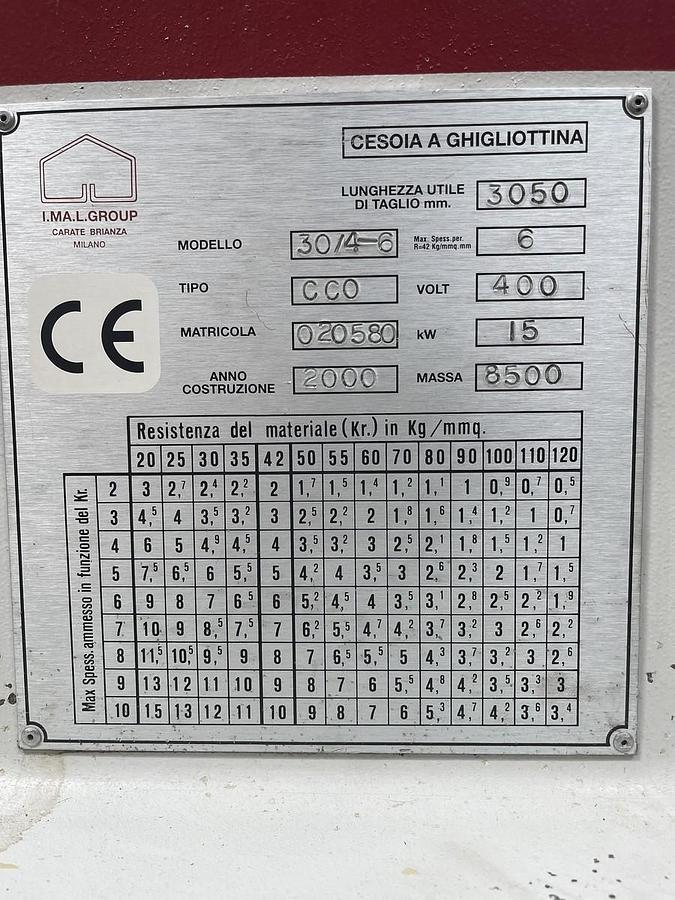 CESOIA A GHIGLIOTTINA
I.MA.L.GROUP
CARATE BRIANZA
MILANO
LUNGHEZZA UTILE
DI TAGLIO mm. 3050
MODELLO 30/4-6 Max. Spess. per. R=42 Kg/mmq.mm 6
TIPO CCO VOLT 400
MATRICOLA 020580 kW 15
ANNO
COSTRUZIONE 2000 MASSA 8500
CE
Resistenza del materiale (Kr.) in Kg/mmq.
20 25 30 35 42 50 55 60 70 80 90 100 110 120
Max Spess. ammesso in funzione del Kr.
2 3 2,7 2,4 2,2 2 1,7 1,5 1,4 1,2 1,1 1 0,9 0,7 0,5
3 4,5 4 3,5 3,2 3 2,5 2,2 2 1,8 1,6 1,4 1,2 1 0,7
4 6 5 4,9 4,5 4 3,5 3,2 3 2,5 2,1 1,8 1,5 1,2 1
5 7,5 6,5 6 5,5 5 4,2 4 3,5 3 2,6 2,3 2 1,7 1,5
6 9 8 7 6,5 6 5,2 4,5 4 3,5 3,1 2,8 2,5 2,2 1,9
7 10 9 8,5 7,5 7 6,2 5,5 4,7 4,2 3,7 3,2 3 2,6 2,2
8 11,5 10,5 9,5 9 8 7 6,5 5,5 5 4,3 3,7 3,2 3 2,6
9 13 12 11 10 9 8 7 6 5,5 4,8 4,2 3,5 3,3 3
10 15 13 12 11 10 9 8 7 6 5,3 4,7 4,2 3,6 3,4